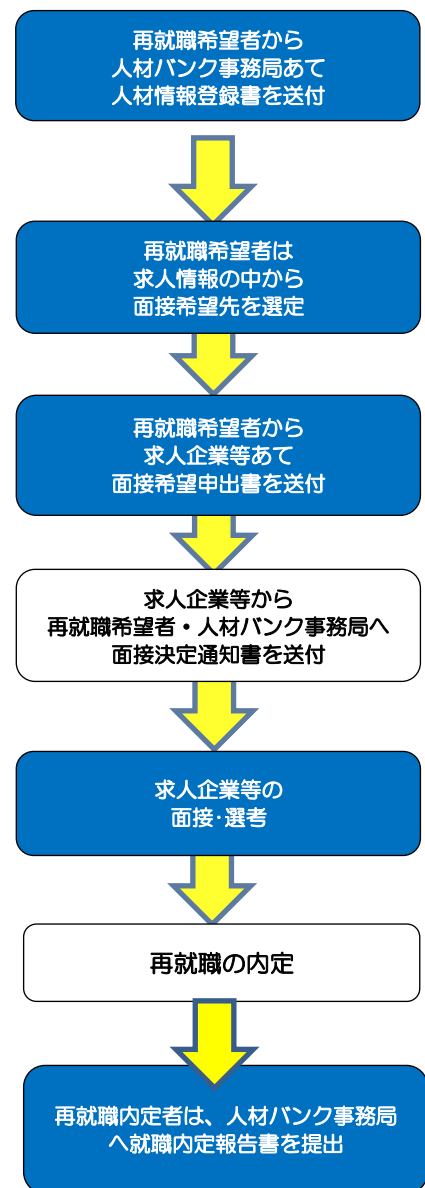 再就職希望者から
人材バンク事務局あて
人材情報登録書を送付
再就職希望者は
求人情報の中から
面接希望先を選定
再就職希望者から
求人企業等あて
面接希望申出書を送付
求人企業等から
再就職希望者・人材バンク事務局へ
面接決定通知書を送付
求人企業等の
面接･選考
再就職の内定
再就職内定者は、人材バンク事務局
へ就職内定報告書を提出